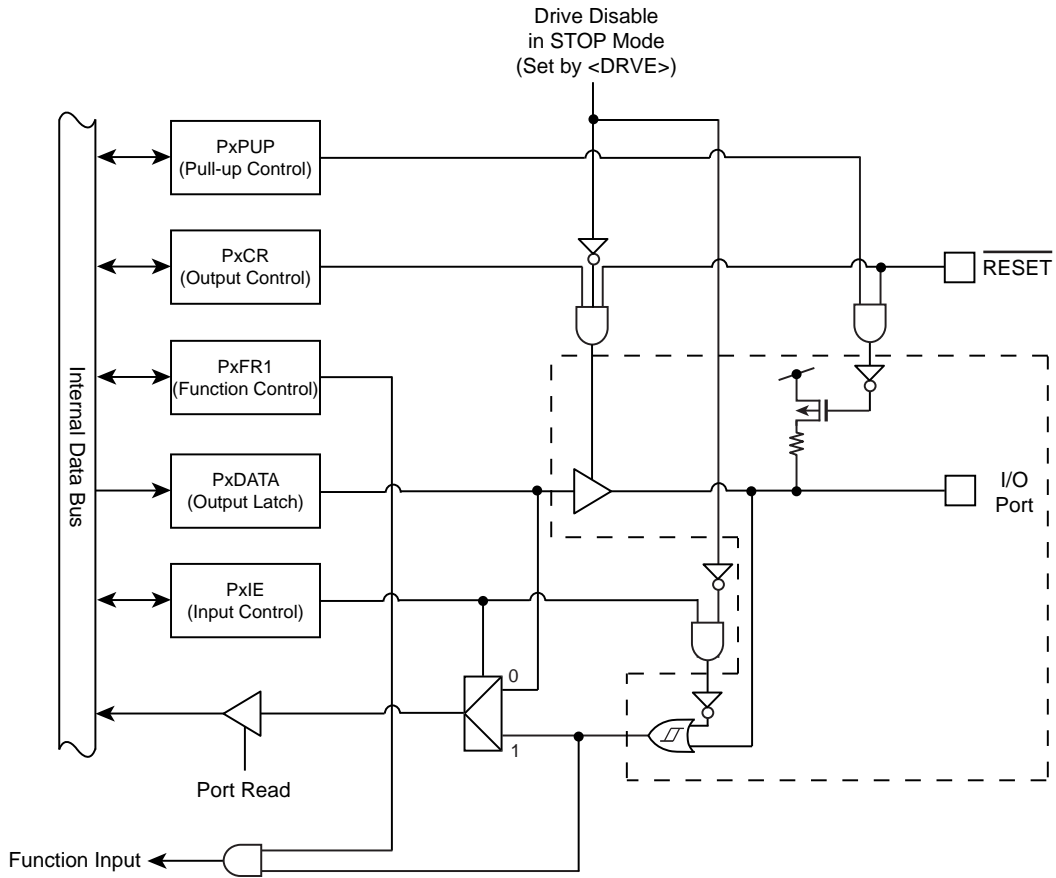 Drive Disable
in STOP Mode
(Set by <DRVE>)
PxPUP
(Pull-up Control)
PxCR
(Output Control)
RESET
PxFR1
(Function Control)
Internal Data Bus
PxDATA
(Output Latch)
I/O
Port
PxIE
(Input Control)
0
1
Port Read
Function Input